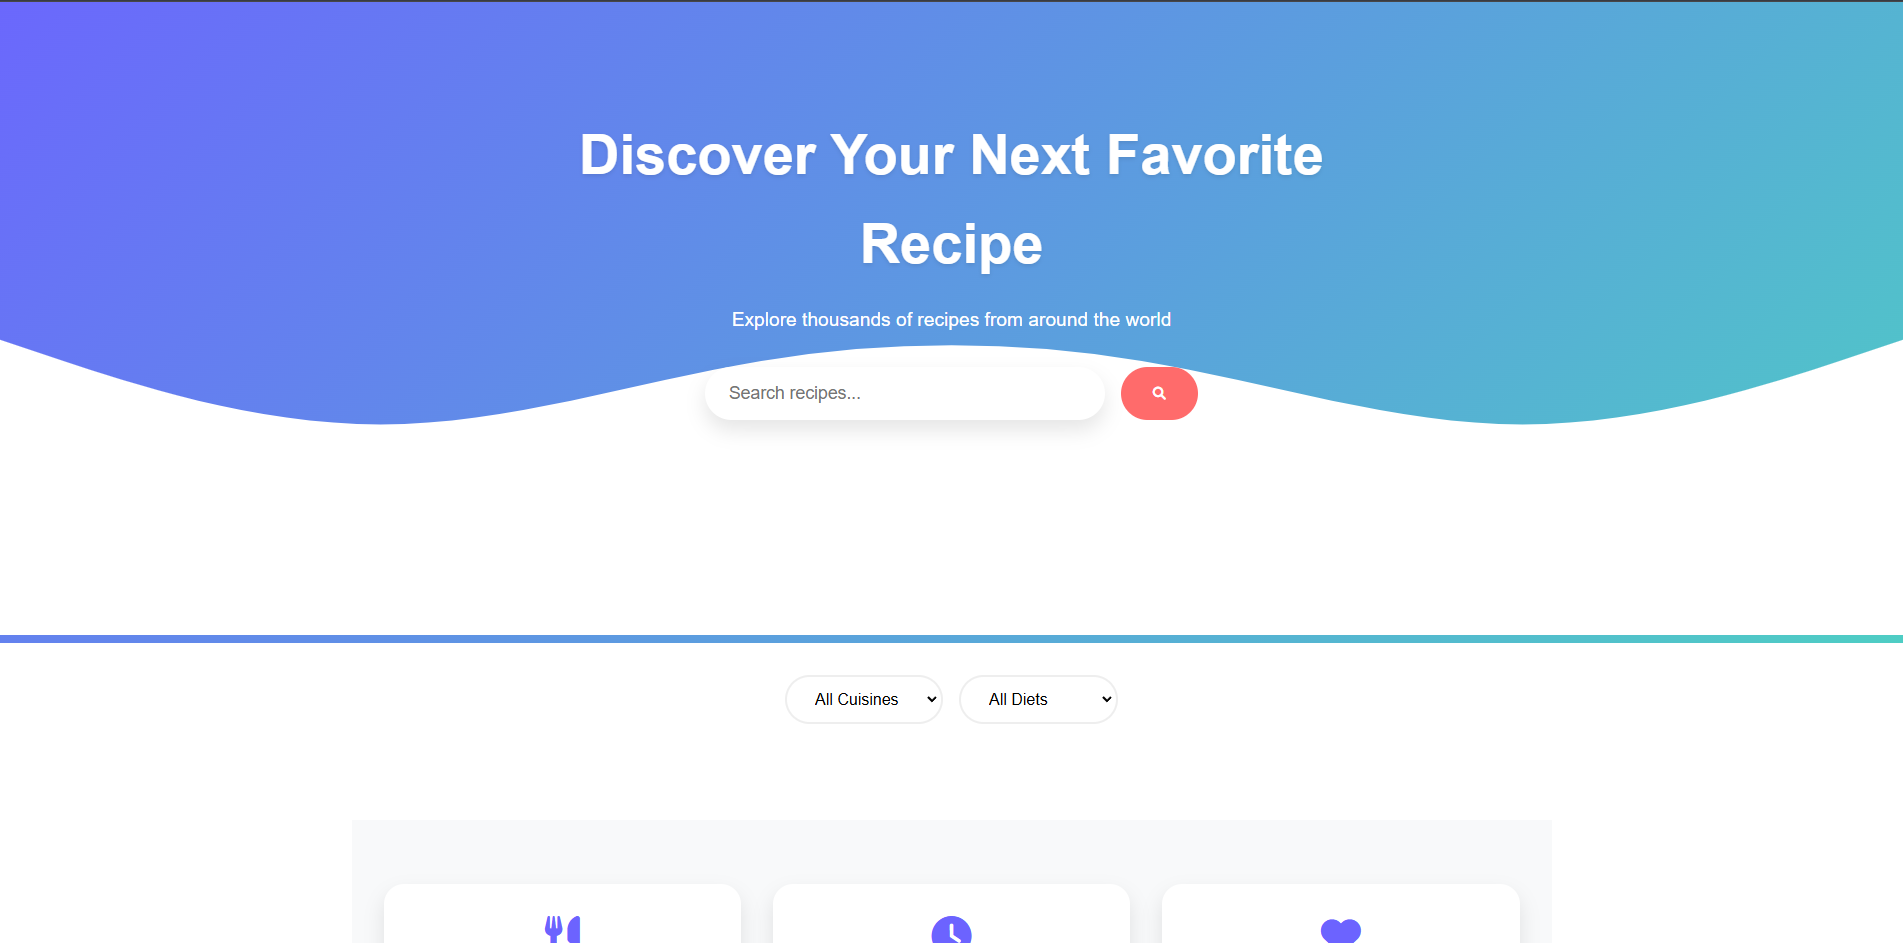 Discover Your Next Favorite
Recipe
Explore thousands of recipes from around the world
Search recipes...
All Cuisines
All Diets